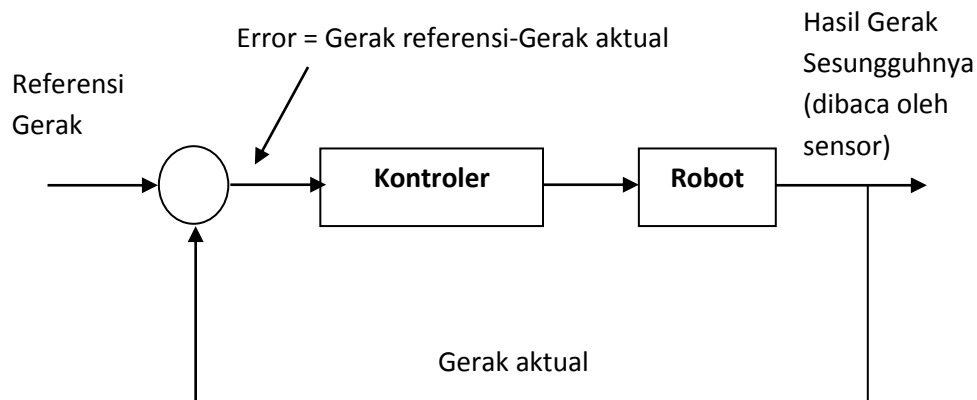 Error = Gerak referensi-Gerak aktual
Hasil Gerak
Sesungguhnya
(dibaca oleh
sensor)
Referensi
Gerak
Kontroler
Robot
Gerak aktual